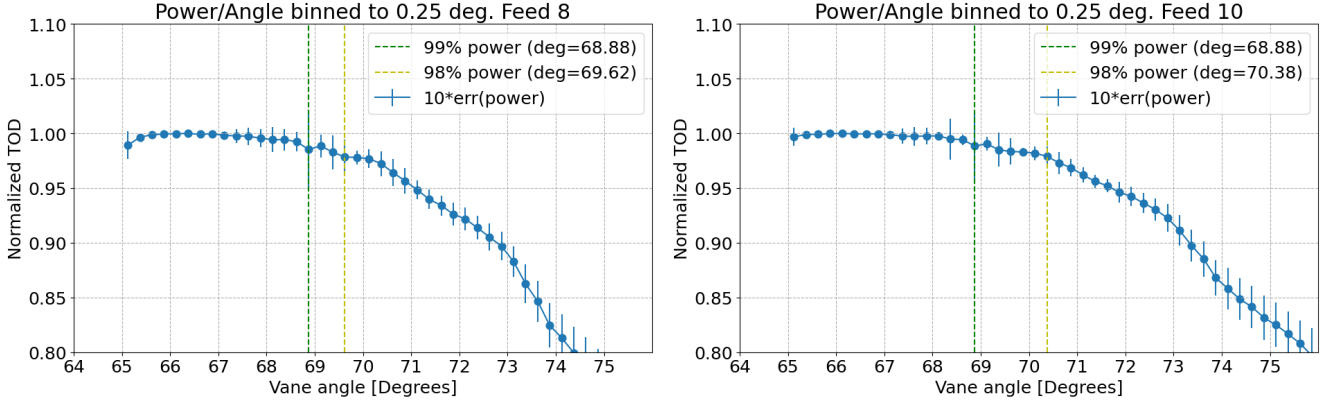 Power/Angle binned to 0.25 deg. Feed 8
1.10
1.05
1.00
0.95
0.90
0.85
0.80
Normalized TOD
99% power (deg=68.88)
98% power (deg=69.62)
10*err(power)
64 65 66 67 68 69 70 71 72 73 74 75
Vane angle [Degrees]
Power/Angle binned to 0.25 deg. Feed 10
1.10
1.05
1.00
0.95
0.90
0.85
0.80
Normalized TOD
99% power (deg=68.88)
98% power (deg=70.38)
10*err(power)
64 65 66 67 68 69 70 71 72 73 74 75
Vane angle [Degrees]